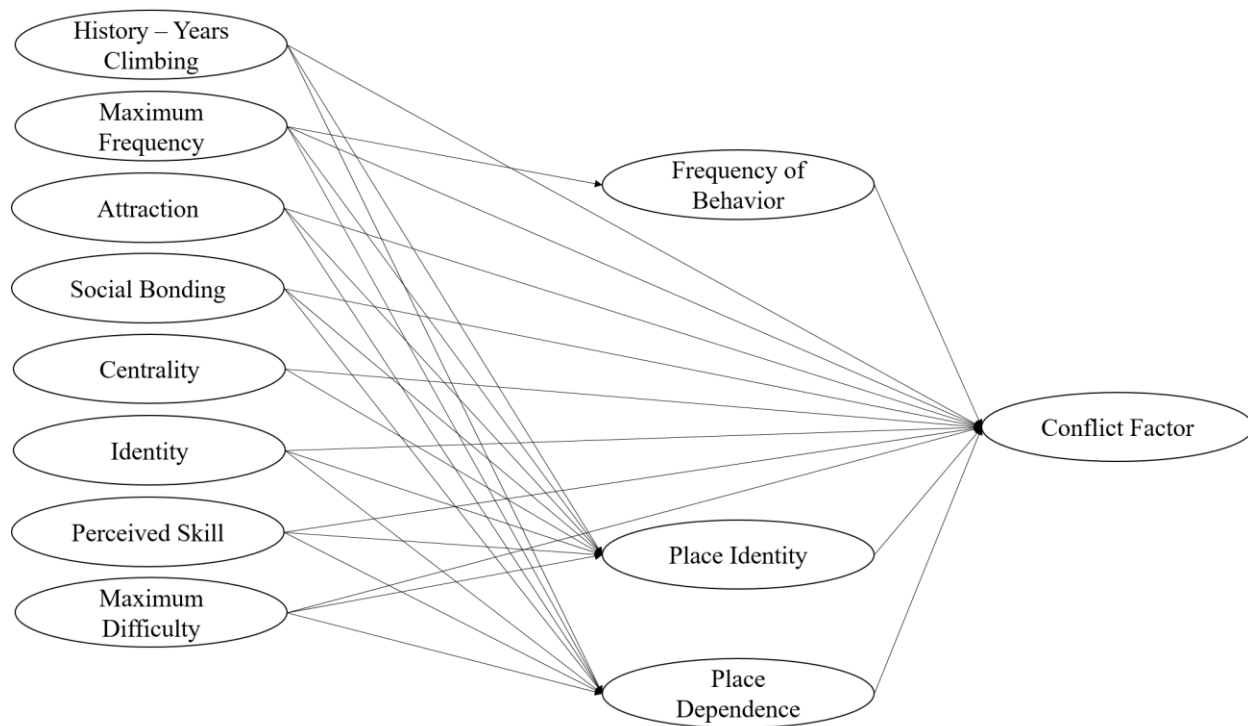 History – Years
Climbing
Maximum
Frequency
Attraction
Social Bonding
Centrality
Identity
Perceived Skill
Maximum
Difficulty
Frequency of
Behavior
Place Identity
Place
Dependence
Conflict Factor